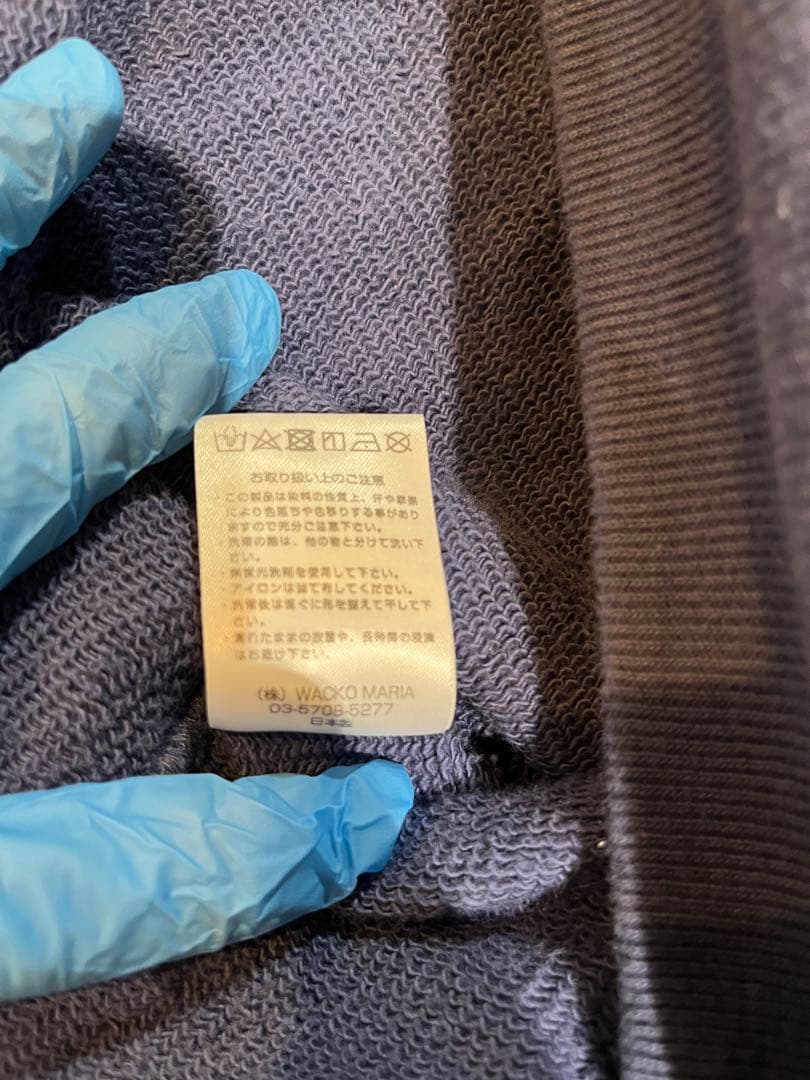 お取り扱い上のご注意
・この製品は染料の性質上、汗や摩擦
により色落ちや色移りする事があり
ますので充分ご注意下さい。
・洗濯の際は、他の物と分けて洗い下
さい。
・無蛍光洗剤を使用して下さい。
・アイロンは当て布してください。
・洗濯後は直ぐに形を整えて干して下
さい。
・濡れたままの放置や、長時間の浸漬
はお避け下さい。
(株) WACKO MARIA
03-5708-5277
日本製